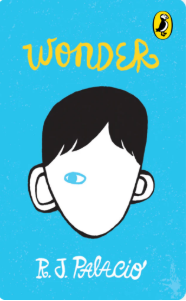 WONDER
R. J. PALACIO